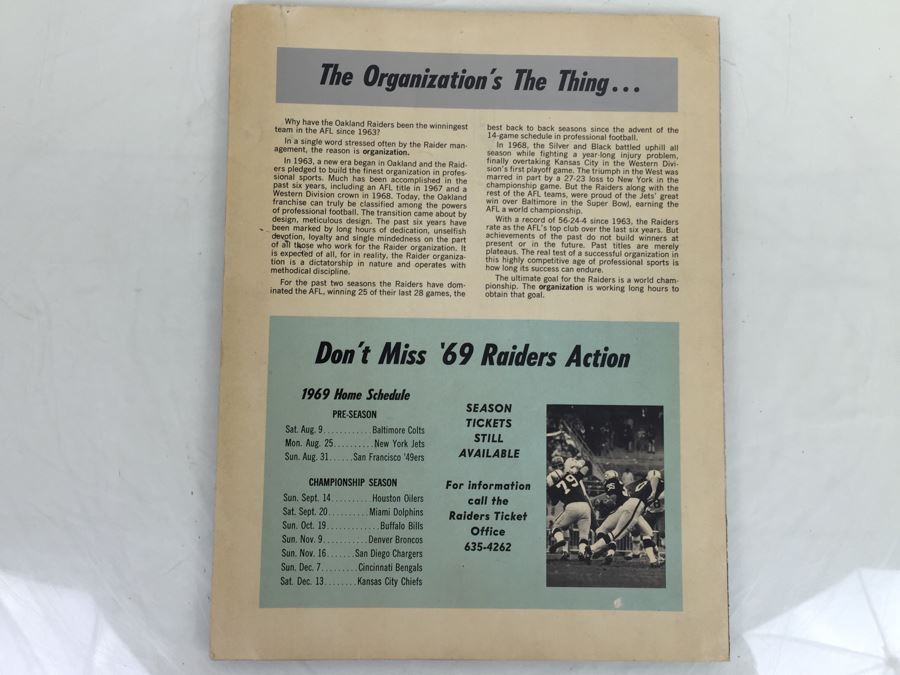 The Organization's The Thing...
Why have the Oakland Raiders been the winningest
team in the AFL since 1963?
In a single word stressed often by the Raider man-
agement, the reason is organization.
In 1963, a new era began in Oakland and the Raid-
ers pledged to build the finest organization in profes-
sional sports. Much has been accomplished in the
past six years, including an AFL title in 1967 and a
Western Division crown in 1968. Today, the Oakland
franchise can truly be classified among the powers
of professional football. The transition came about by
design, meticulous design. The past six years have
been marked by long hours of dedication, unselfish
devotion, loyalty and single mindedness on the part
of all those who work for the Raider organization. It
is expected of all, for in reality, the Raider organiza-
tion is a dictatorship in nature and operates with
methodical discipline.
For the past two seasons the Raiders have dom-
inated the AFL, winning 25 of their last 28 games, the
best back to back seasons since the advent of the
14-game schedule in professional football.
In 1968, the Silver and Black battled uphill all
season while fighting a year-long injury problem,
finally overtaking Kansas City in the Western Divi-
sion's first playoff game. The triumph in the West was
marred in part by a 27-23 loss to New York in the
championship game. But the Raiders along with the
rest of the AFL teams, were proud of the Jets' great
win over Baltimore in the Super Bowl, earning the
AFL a world championship.
With a record of 56-24-4 since 1963, the Raiders
rate as the AFL's top club over the last six years. But
achievements of the past do not build winners at
present or in the future. Past titles are merely
plateaus. The real test of a successful organization in
this highly competitive age of professional sports is
how long its success can endure.
The ultimate goal for the Raiders is a world cham-
pionship. The organization is working long hours to
obtain that goal.
Don't Miss '69 Raiders Action
1969 Home Schedule
PRE-SEASON
Sat. Aug. 9............Baltimore Colts
Mon. Aug. 25..........New York Jets
Sun. Aug. 31......San Francisco '49ers
CHAMPIONSHIP SEASON
Sun. Sept. 14..........Houston Oilers
Sat. Sept. 20..........Miami Dolphins
Sun. Oct. 19.............Buffalo Bills
Sun. Nov. 9...........Denver Broncos
Sun. Nov. 16.......San Diego Chargers
Sun. Dec. 7.........Cincinnati Bengals
Sat. Dec. 13........Kansas City Chiefs
SEASON
TICKETS
STILL
AVAILABLE
For information
call the
Raiders Ticket
Office
635-4262
79